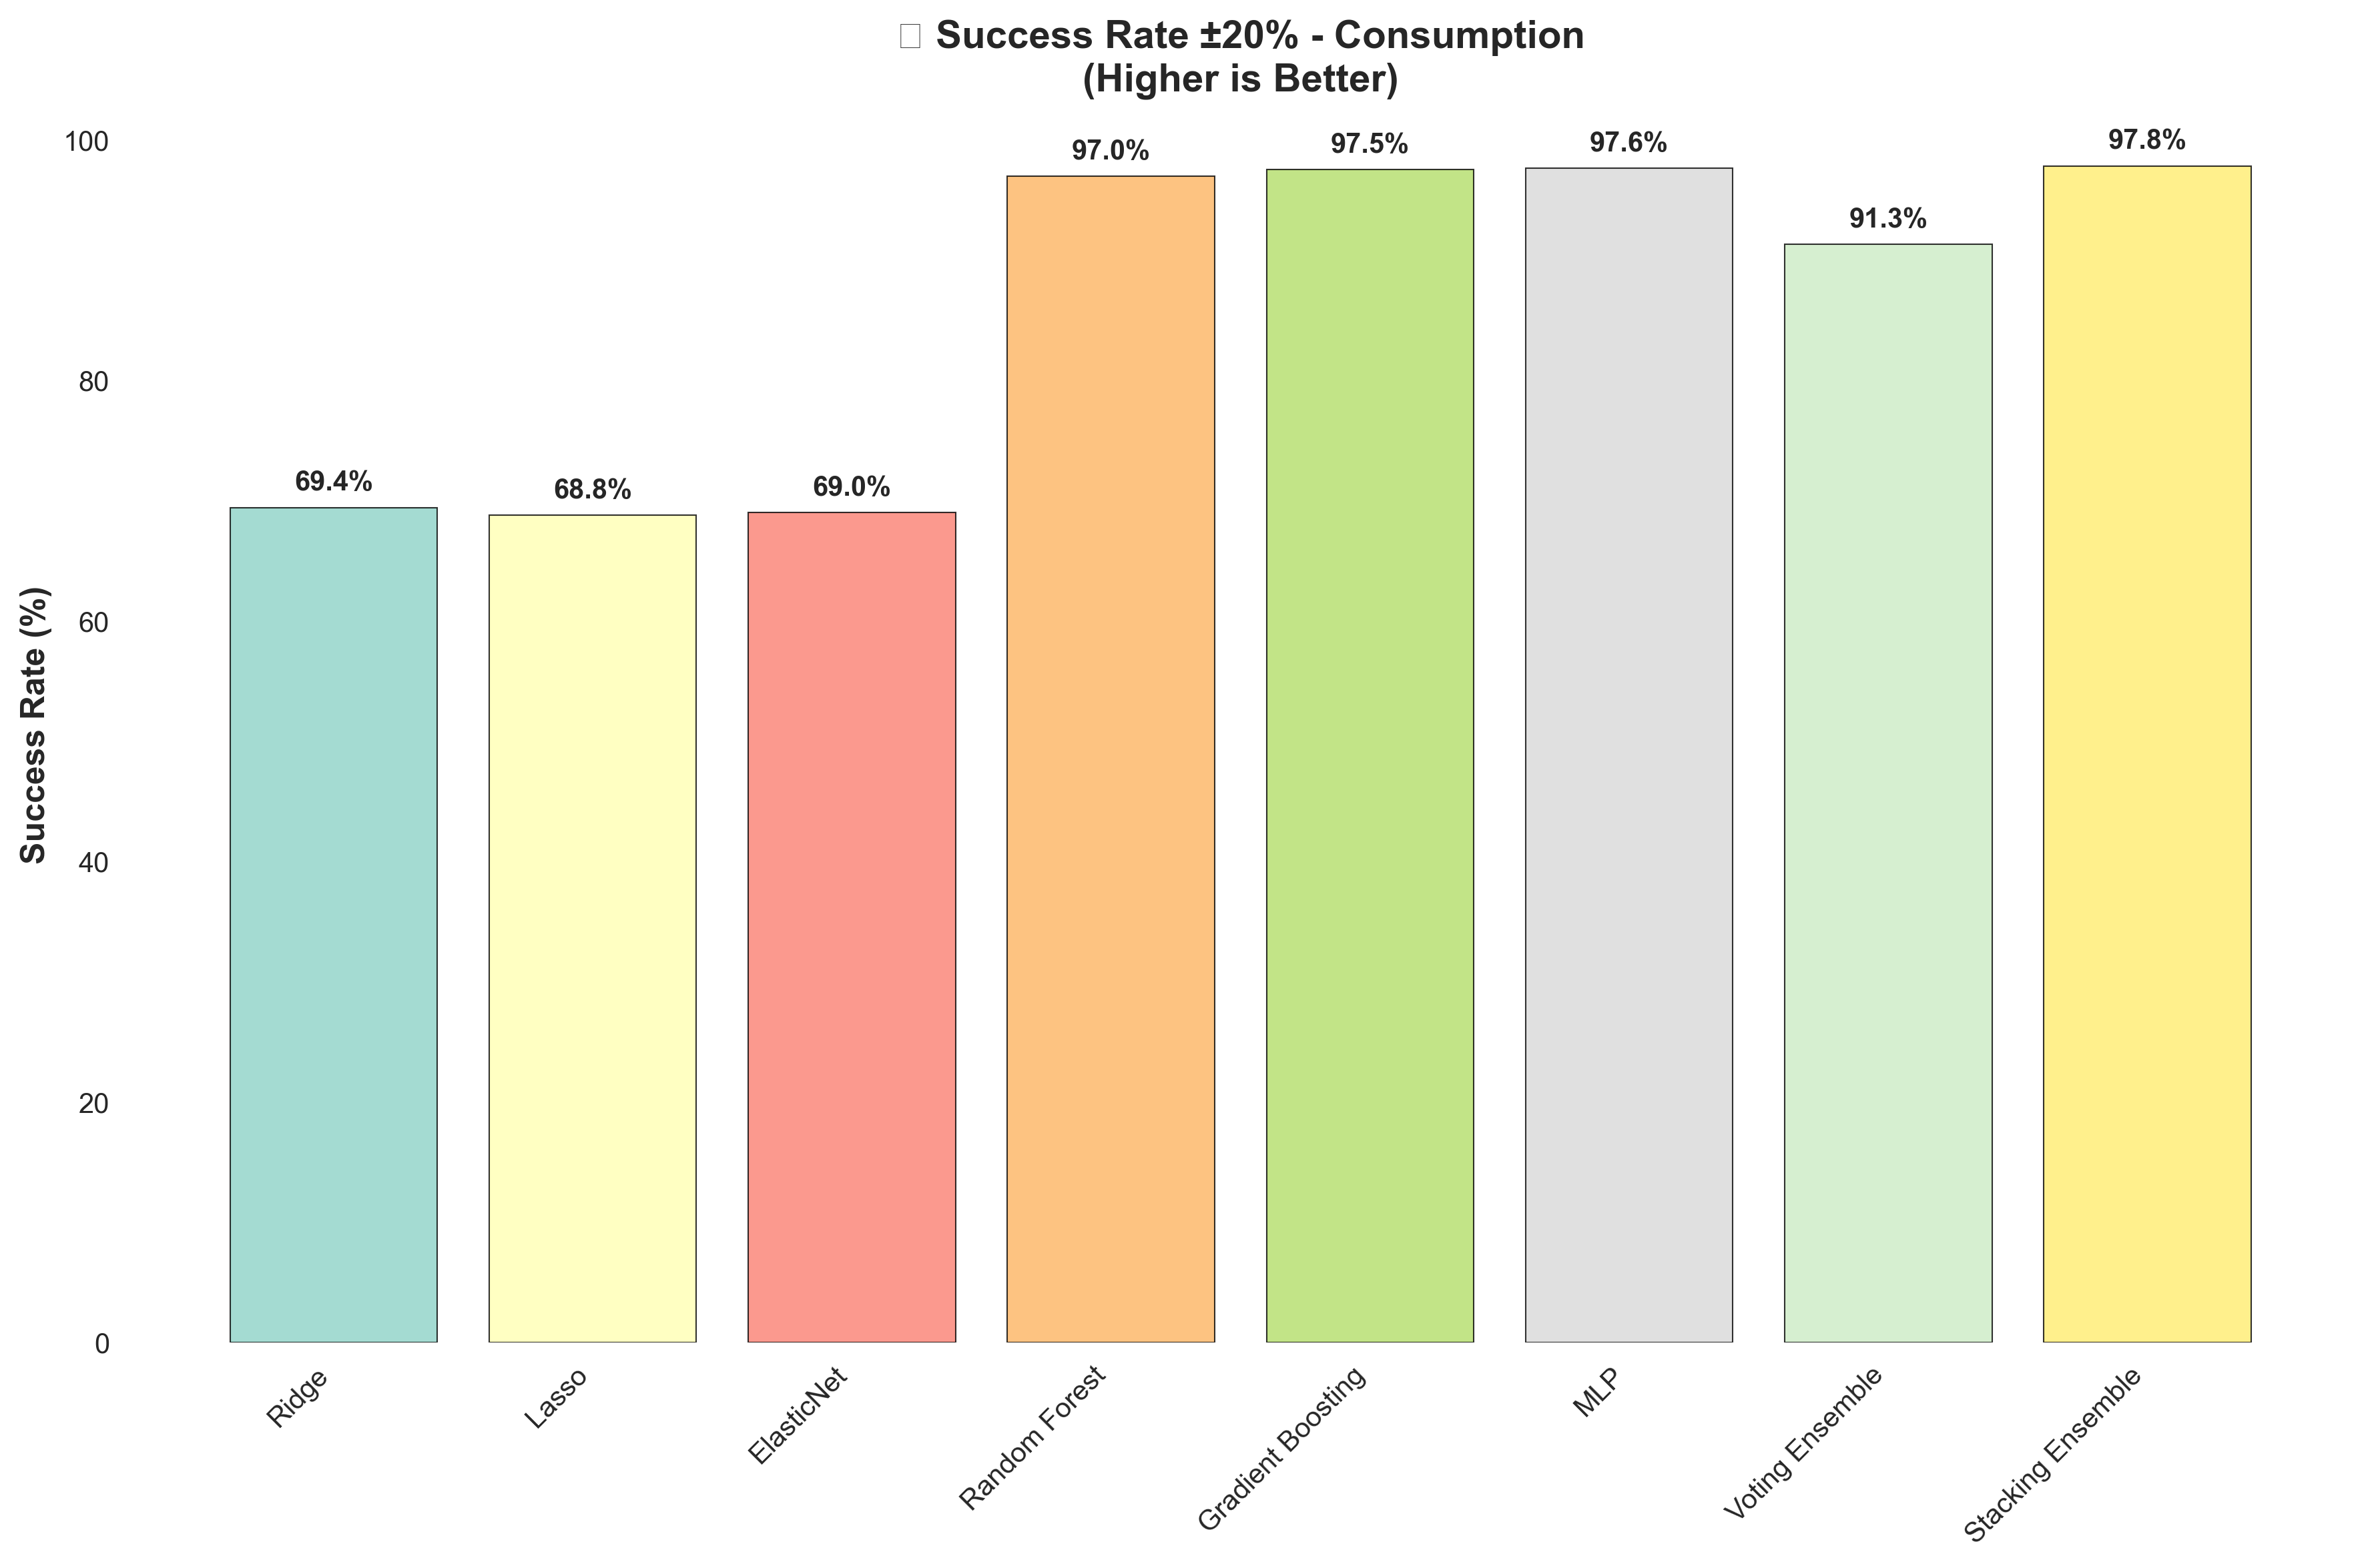 □ Success Rate ±20% - Consumption
(Higher is Better)
Success Rate (%)
100
80
60
40
20
0
69.4%
68.8%
69.0%
97.0%
97.5%
97.6%
91.3%
97.8%
Ridge
Lasso
ElasticNet
Random Forest
Gradient Boosting
MLP
Voting Ensemble
Stacking Ensemble